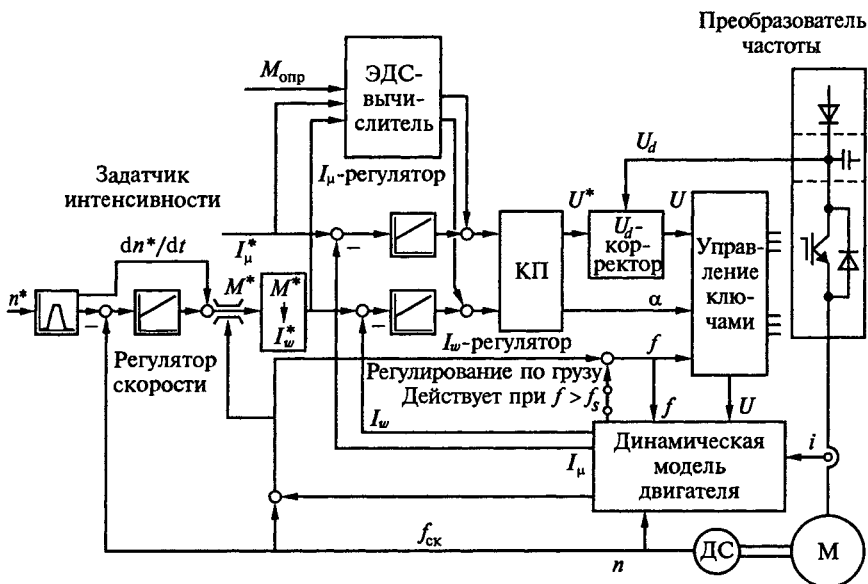 Преобразователь
частоты
ЭДС-
вычи-
слитель
M_опр
U_d
Задатчик
интенсивности
I_μ-регулятор
U*
U
dn*/dt
I_μ*
U_d-
кор-
ректор
Управ-
ление
клю-
чами
КП
n*
M*
M*
I_w*
α
Регулятор
скорости
I_w-регулятор
Регулирование по грузу
Действует при f > f_s
f
f
U
I_w
I_μ
Динамическая
модель
двигателя
i
f_ск
n
ДС
М
−
−
−